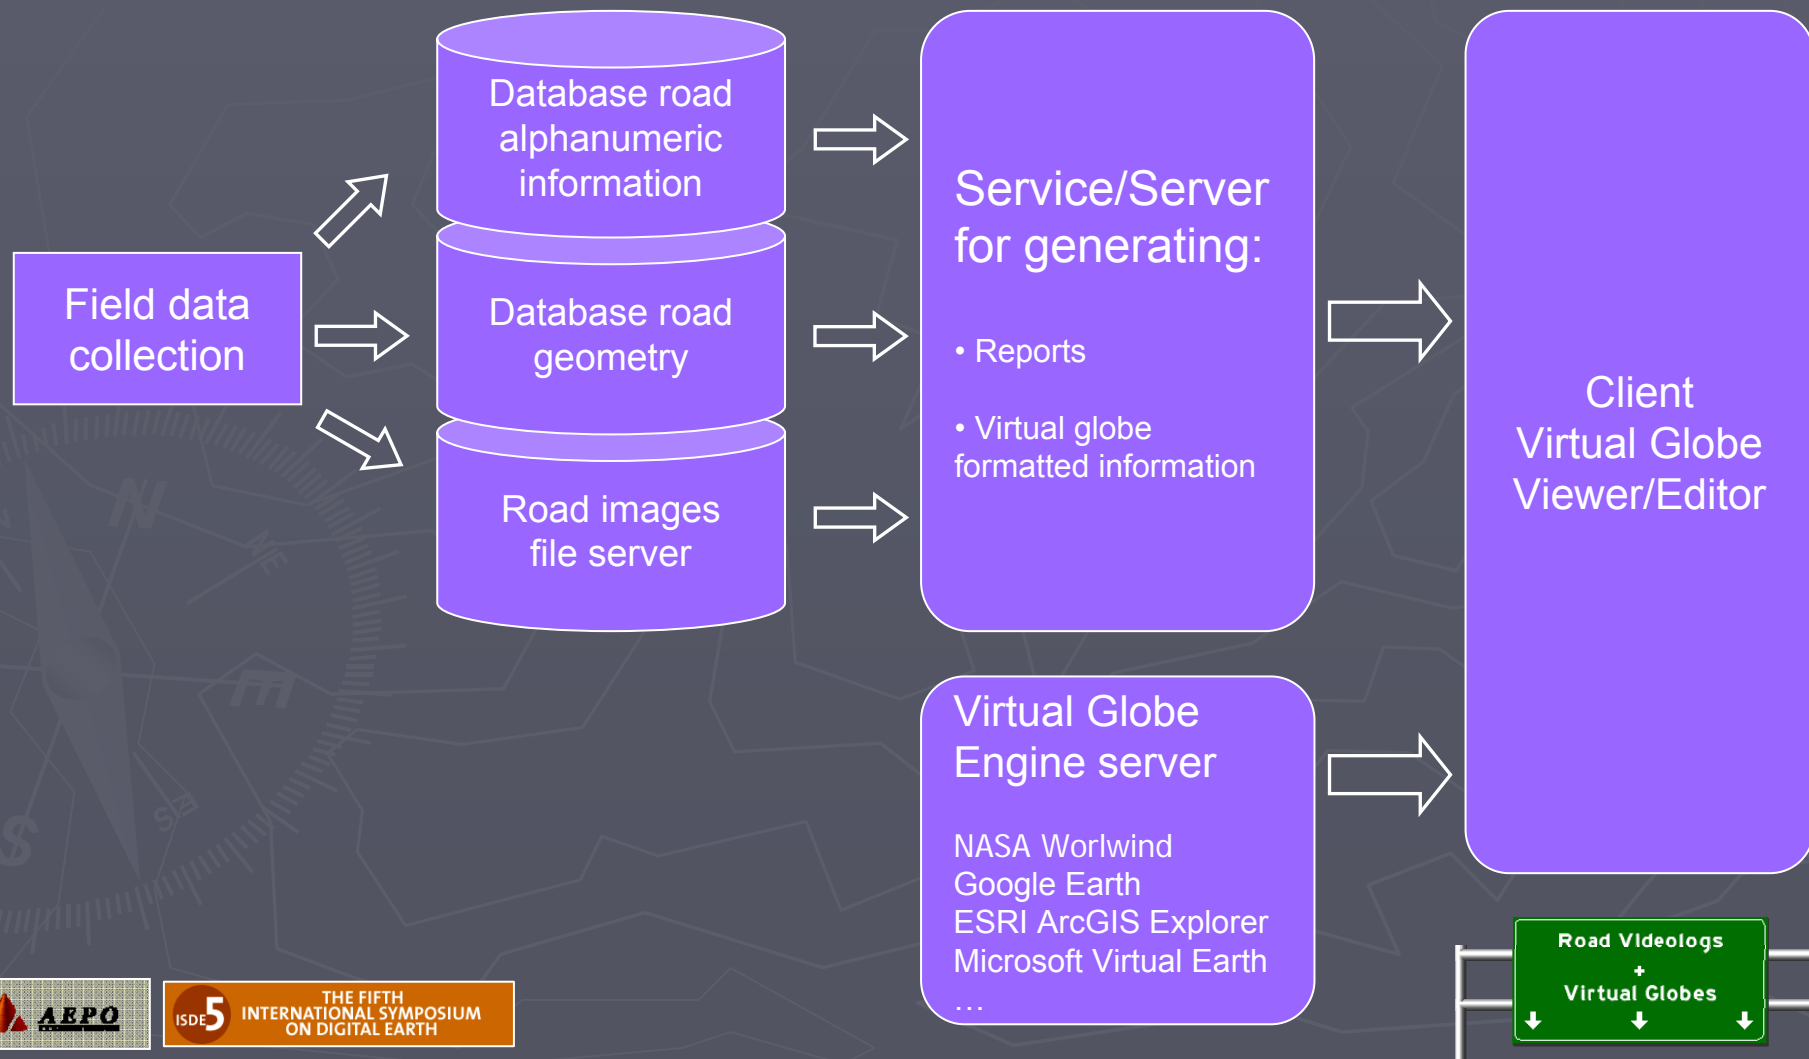 Field data
collection
Database road
alphanumeric
information
Database road
geometry
Road images
file server
Service/Server
for generating:
• Reports
• Virtual globe
formatted information
Virtual Globe
Engine server
NASA Worlwind
Google Earth
ESRI ArcGIS Explorer
Microsoft Virtual Earth
…
Client
Virtual Globe
Viewer/Editor
N
NE
E
SE
S
AEPO
ISDE5
THE FIFTH
INTERNATIONAL SYMPOSIUM
ON DIGITAL EARTH
Road Videologs
+
Virtual Globes